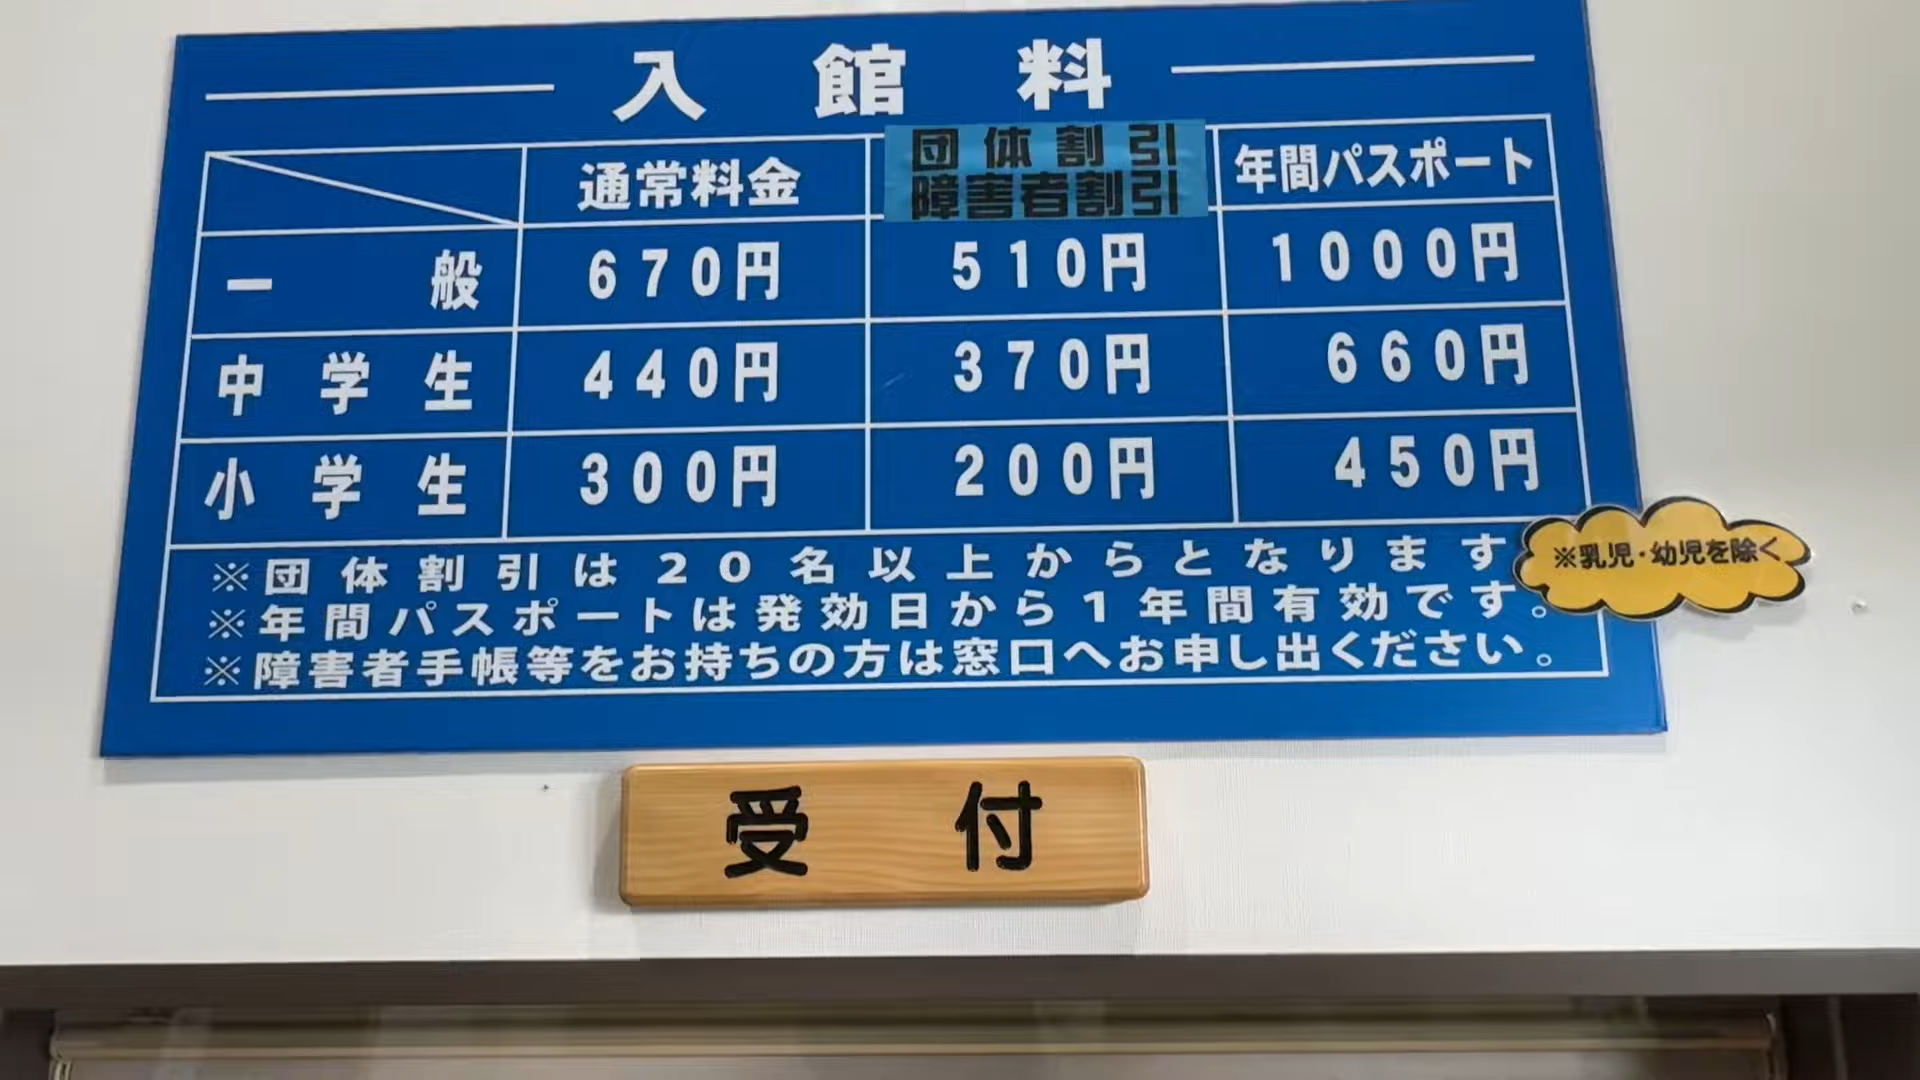 入館料
通常料金 団体割引 障害者割引 年間パスポート
一般 670円 510円 1000円
中学生 440円 370円 660円
小学生 300円 200円 450円
※団体割引は20名以上からとなります
※乳児・幼児を除く
※年間パスポートは発効日から1年間有効です。
※障害者手帳等をお持ちの方は窓口へお申し出ください。
受付